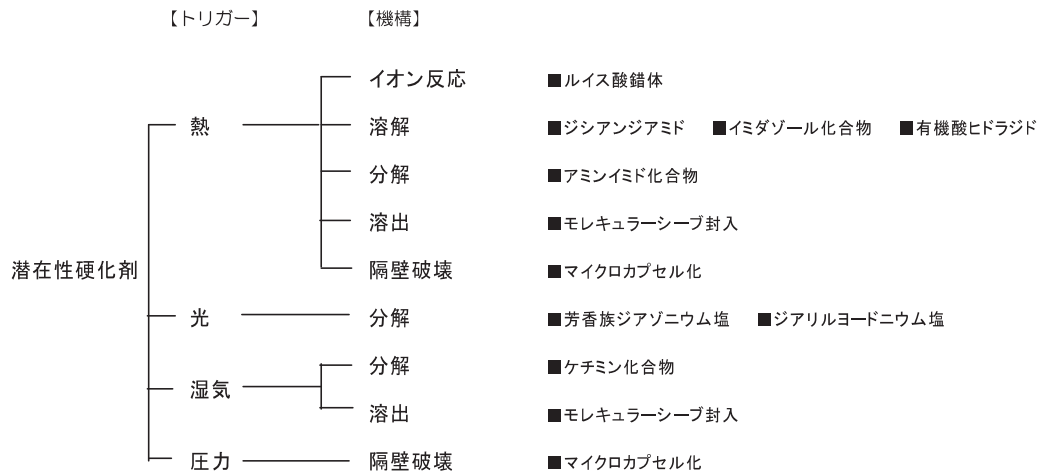 【トリガー】 【機構】
イオン反応 ■ルイス酸錯体
熱 溶解 ■ジシアンジアミド ■イミダゾール化合物 ■有機酸ヒドラジド
分解 ■アミンイミド化合物
溶出 ■モレキュラーシーブ封入
潜在性硬化剤 隔壁破壊 ■マイクロカプセル化
光 分解 ■芳香族ジアゾニウム塩 ■ジアリルヨードニウム塩
分解 ■ケチミン化合物
湿気
溶出 ■モレキュラーシーブ封入
圧力 隔壁破壊 ■マイクロカプセル化